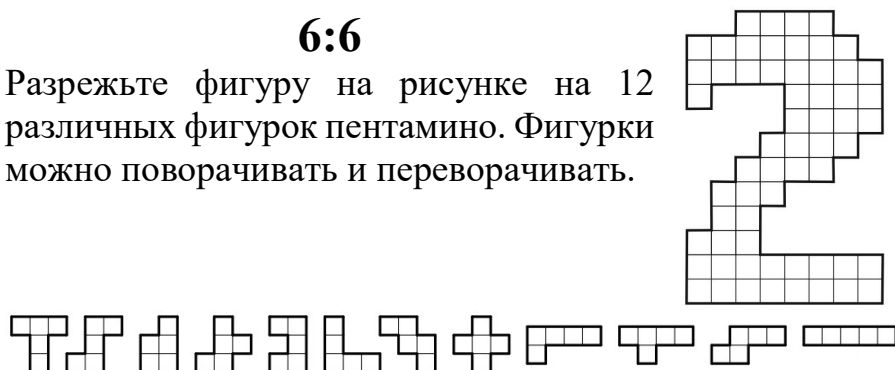 6:6
Разрежьте фигуру на рисунке на 12
различных фигурок пентамино. Фигурки
можно поворачивать и переворачивать.